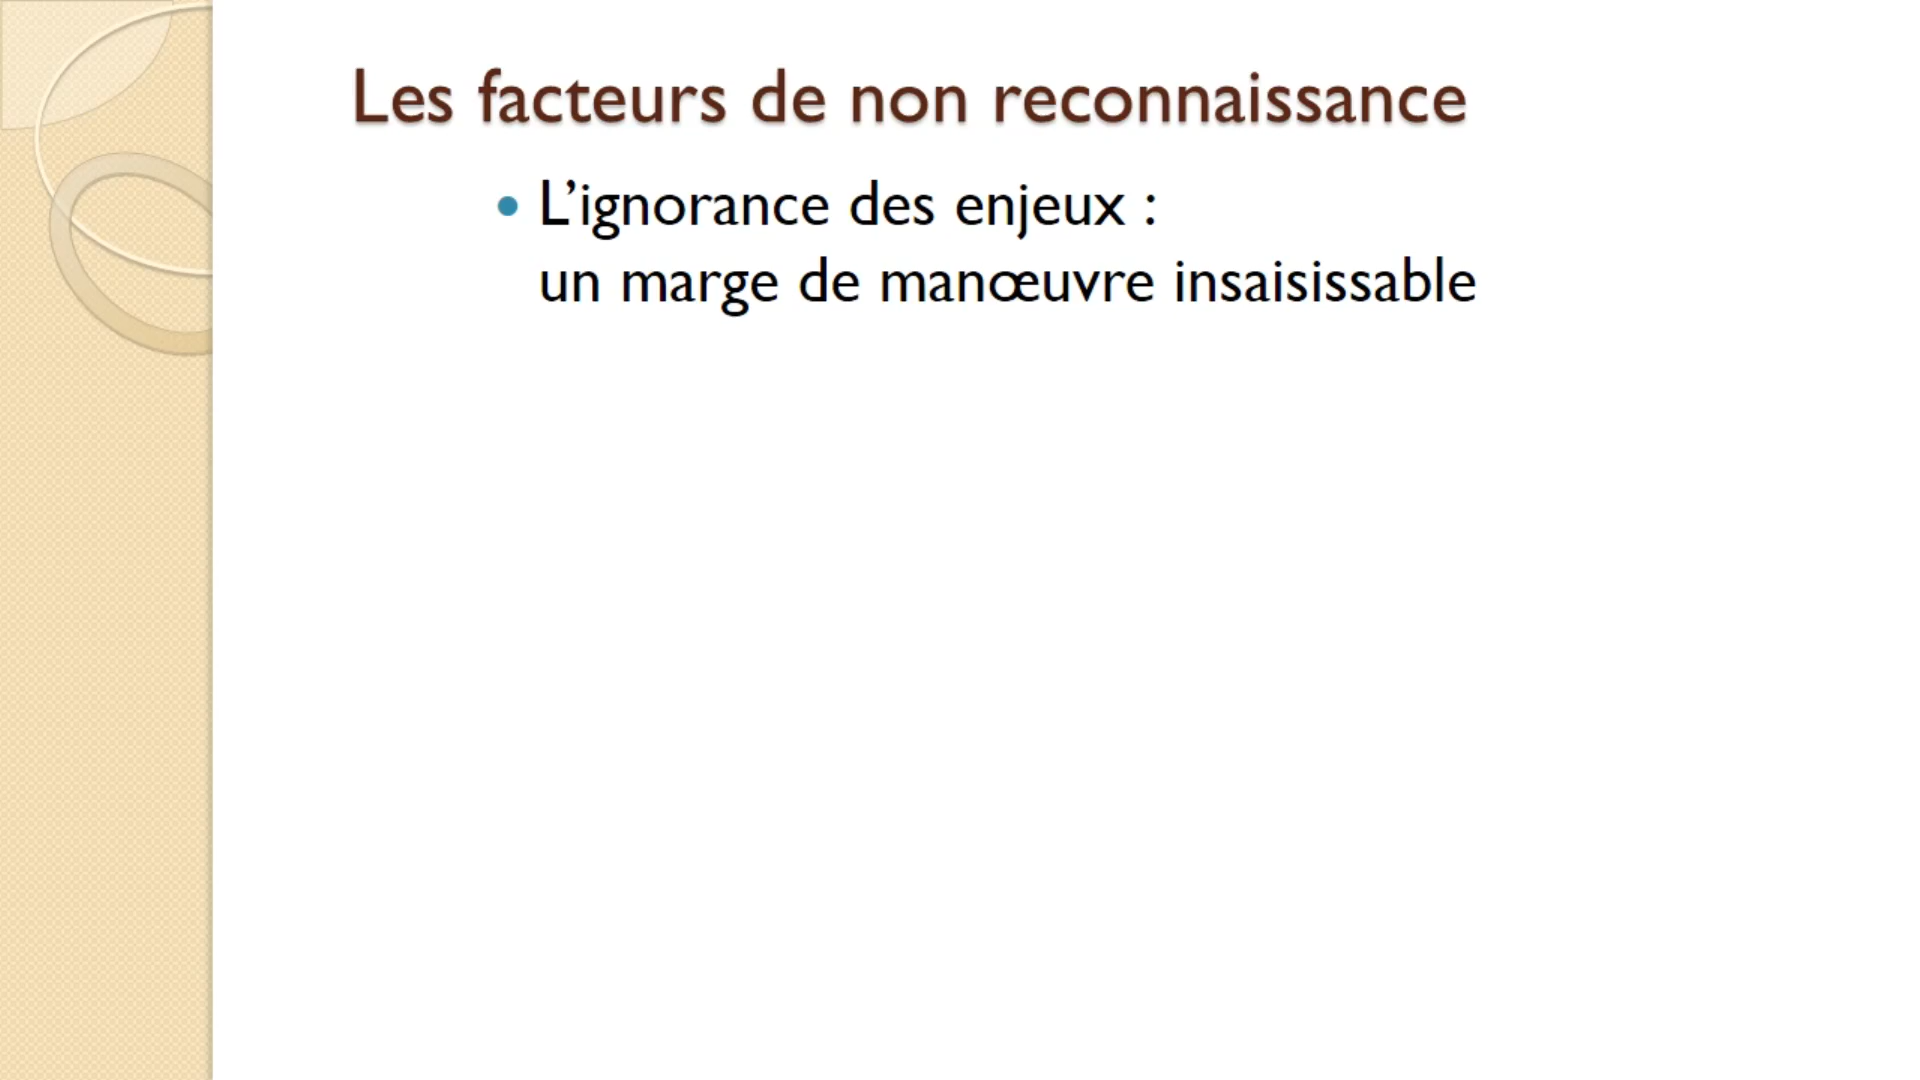 Les facteurs de non reconnaissance
• L’ignorance des enjeux :
un marge de manœuvre insaisissable